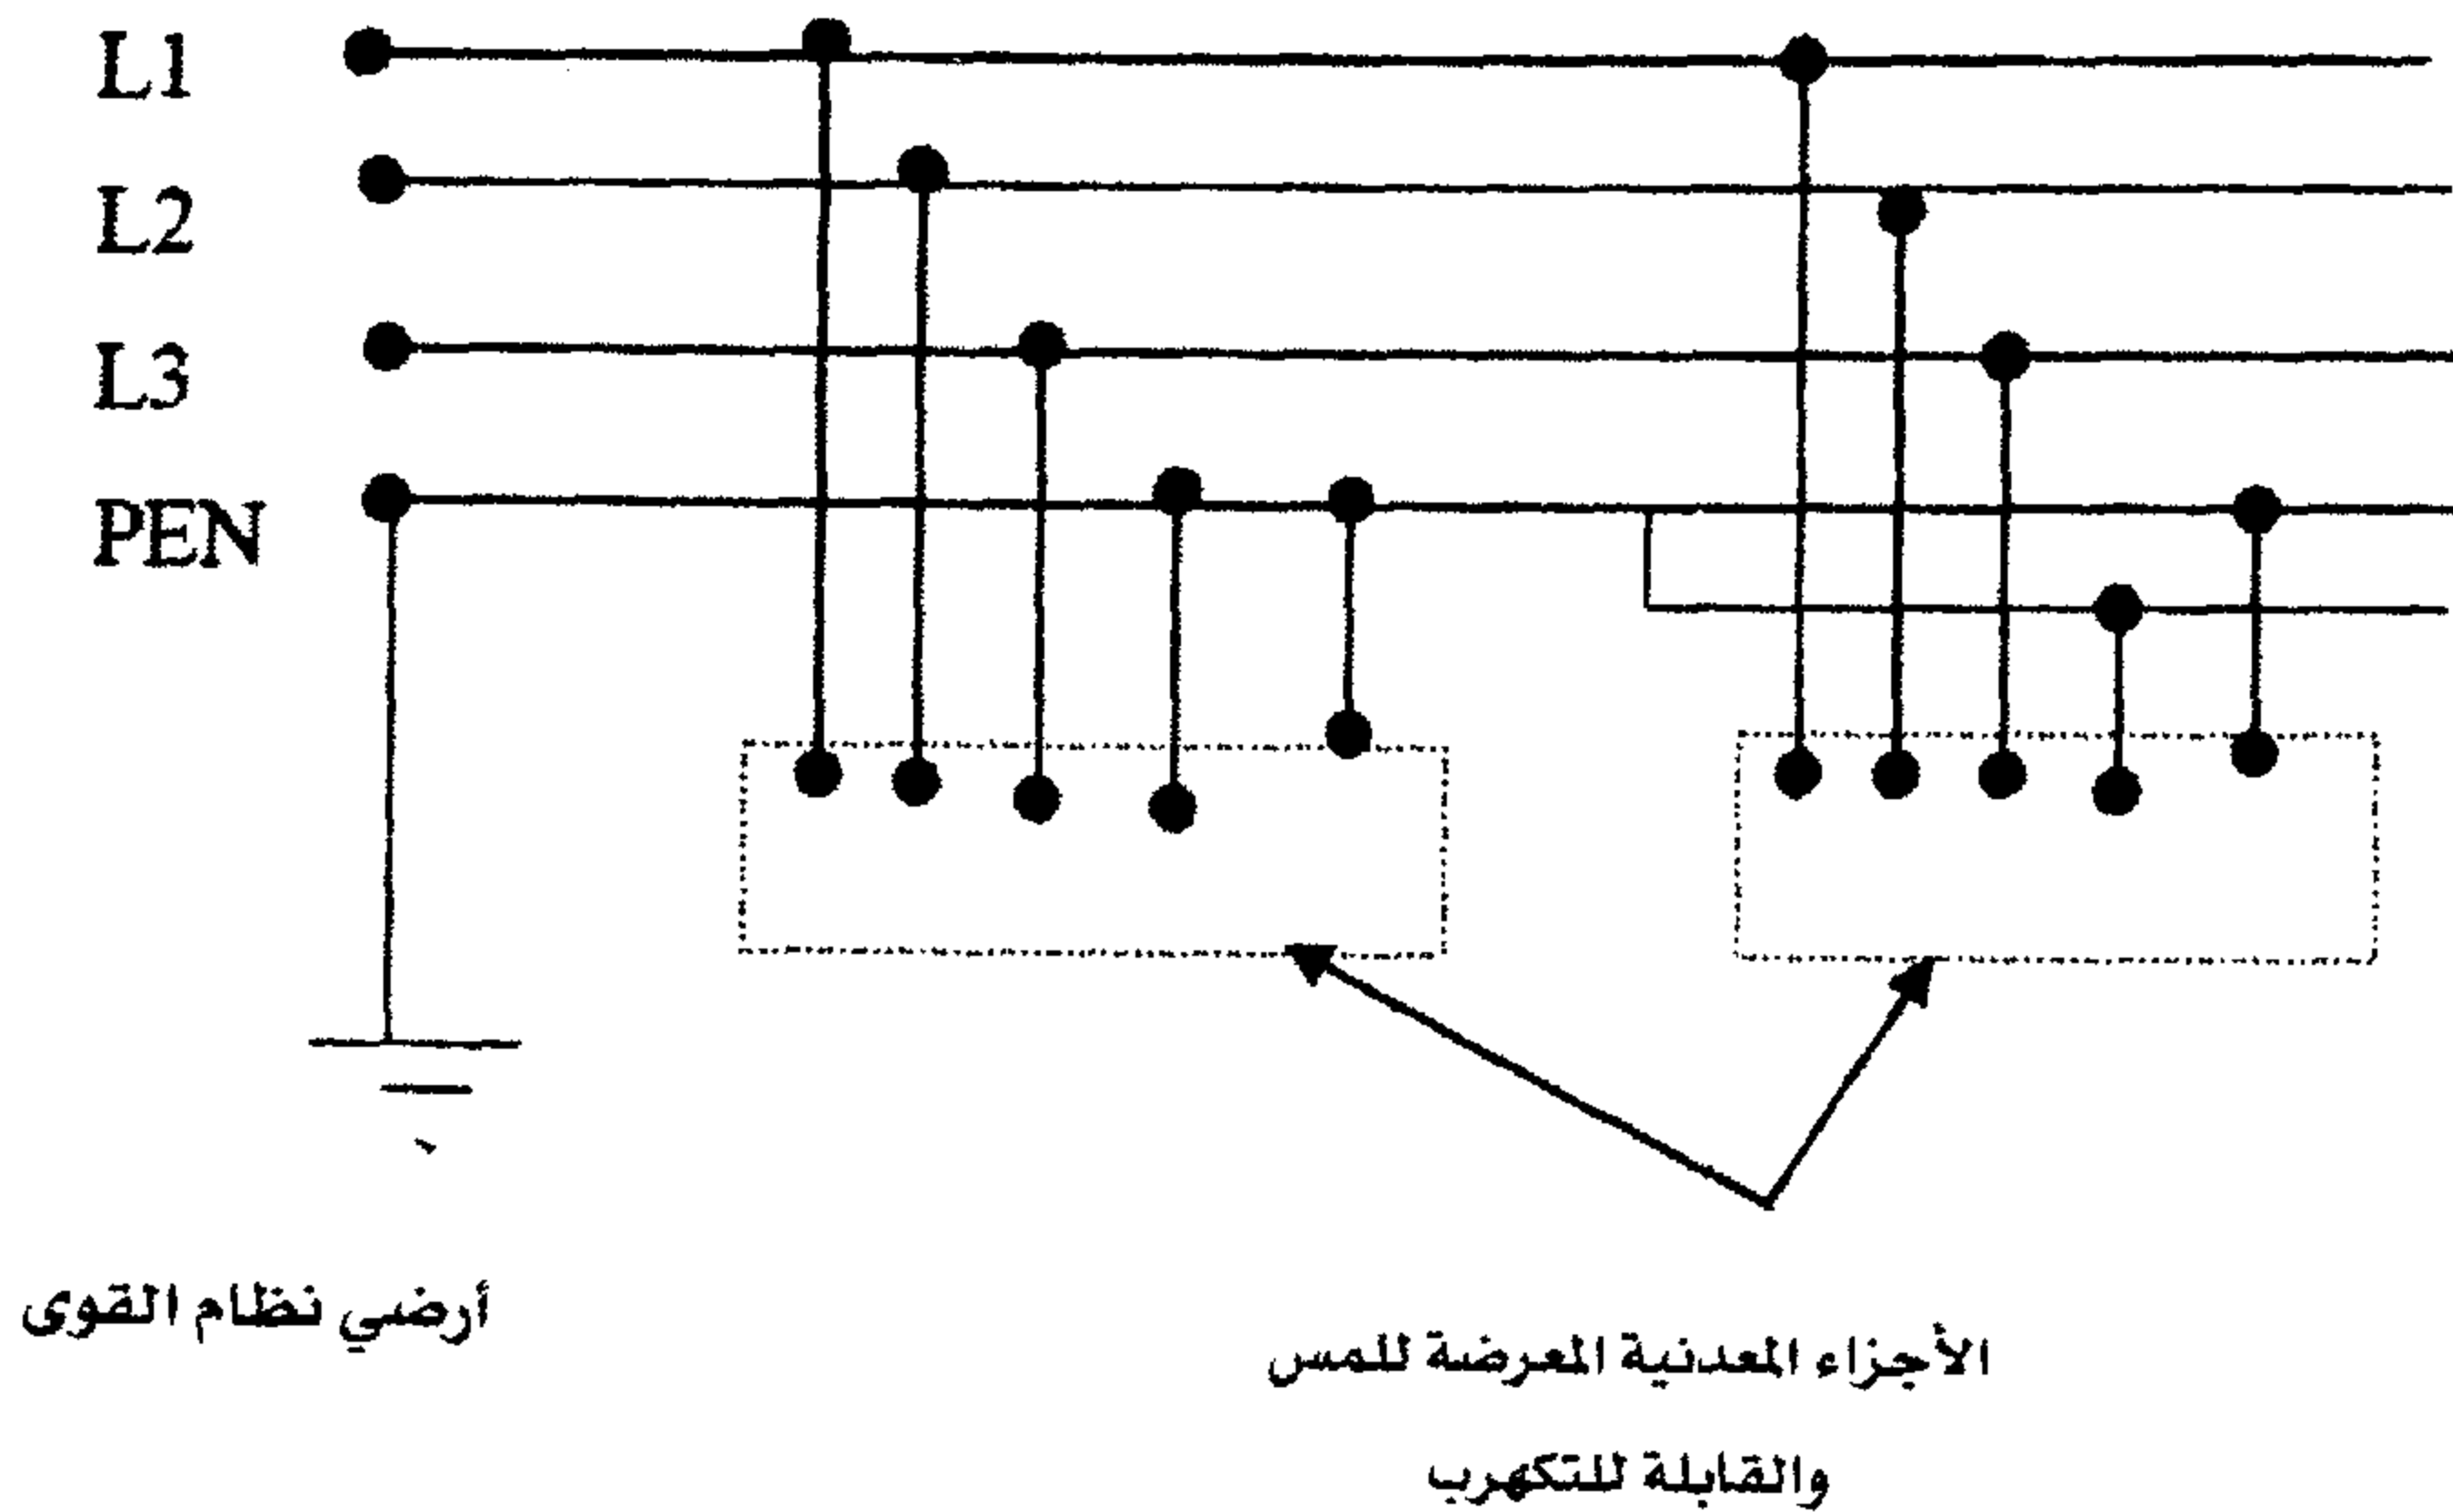 L1
L2
L3
PEN
أرضي نظام القوى
الأجزاء المعدنية المعرضة للمس
والقابلة للتكهرب